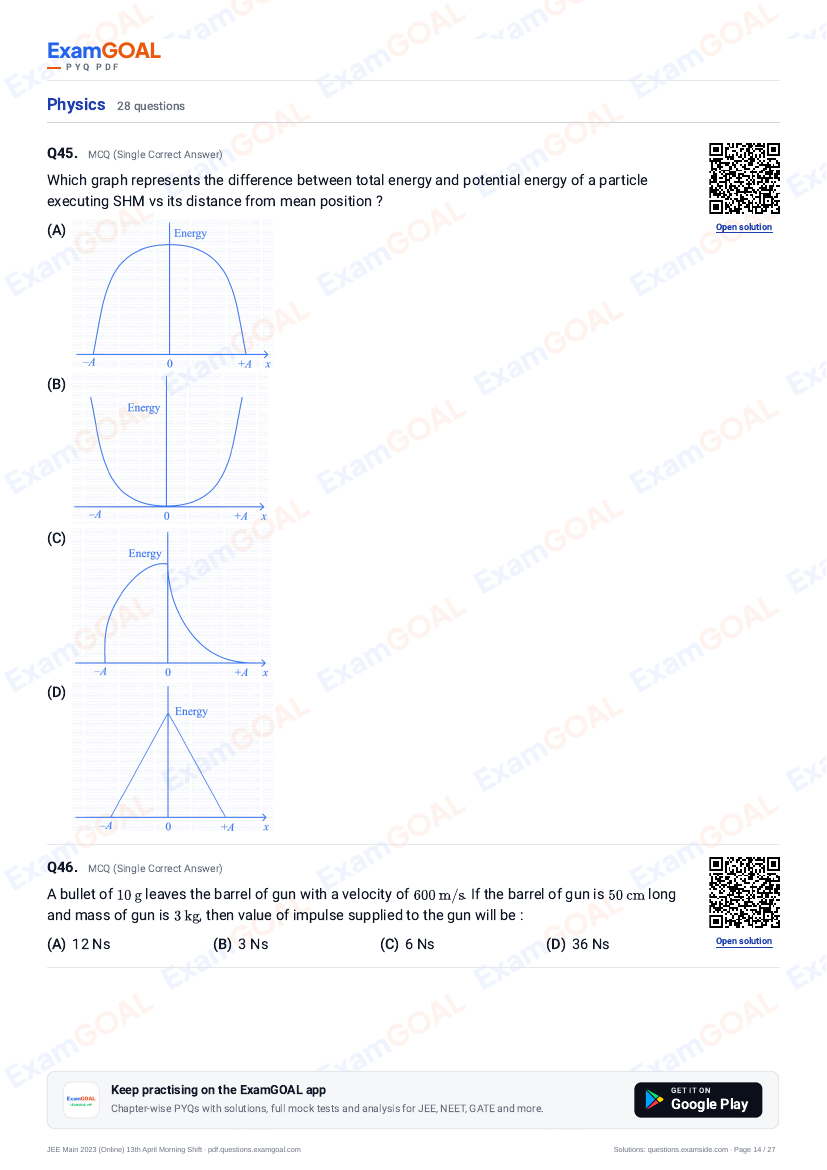 ExamGOAL
PYQ PDF
Physics 28 questions
Q45. MCQ (Single Correct Answer)
Which graph represents the difference between total energy and potential energy of a particle
executing SHM vs its distance from mean position ?
Open solution
(A)
Energy
−A 0 +A x
(B)
Energy
−A 0 +A x
(C)
Energy
−A 0 +A x
(D)
Energy
−A 0 +A x
Q46. MCQ (Single Correct Answer)
A bullet of 10 g leaves the barrel of gun with a velocity of 600 m/s. If the barrel of gun is 50 cm long
and mass of gun is 3 kg, then value of impulse supplied to the gun will be :
(A) 12 Ns (B) 3 Ns (C) 6 Ns (D) 36 Ns
Open solution
ExamGOAL
Keep practising on the ExamGOAL app
Chapter-wise PYQs with solutions, full mock tests and analysis for JEE, NEET, GATE and more.
GET IT ON
Google Play
JEE Main 2023 (Online) 13th April Morning Shift · pdf.questions.examgoal.com Solutions: questions.examside.com · Page 14 / 27